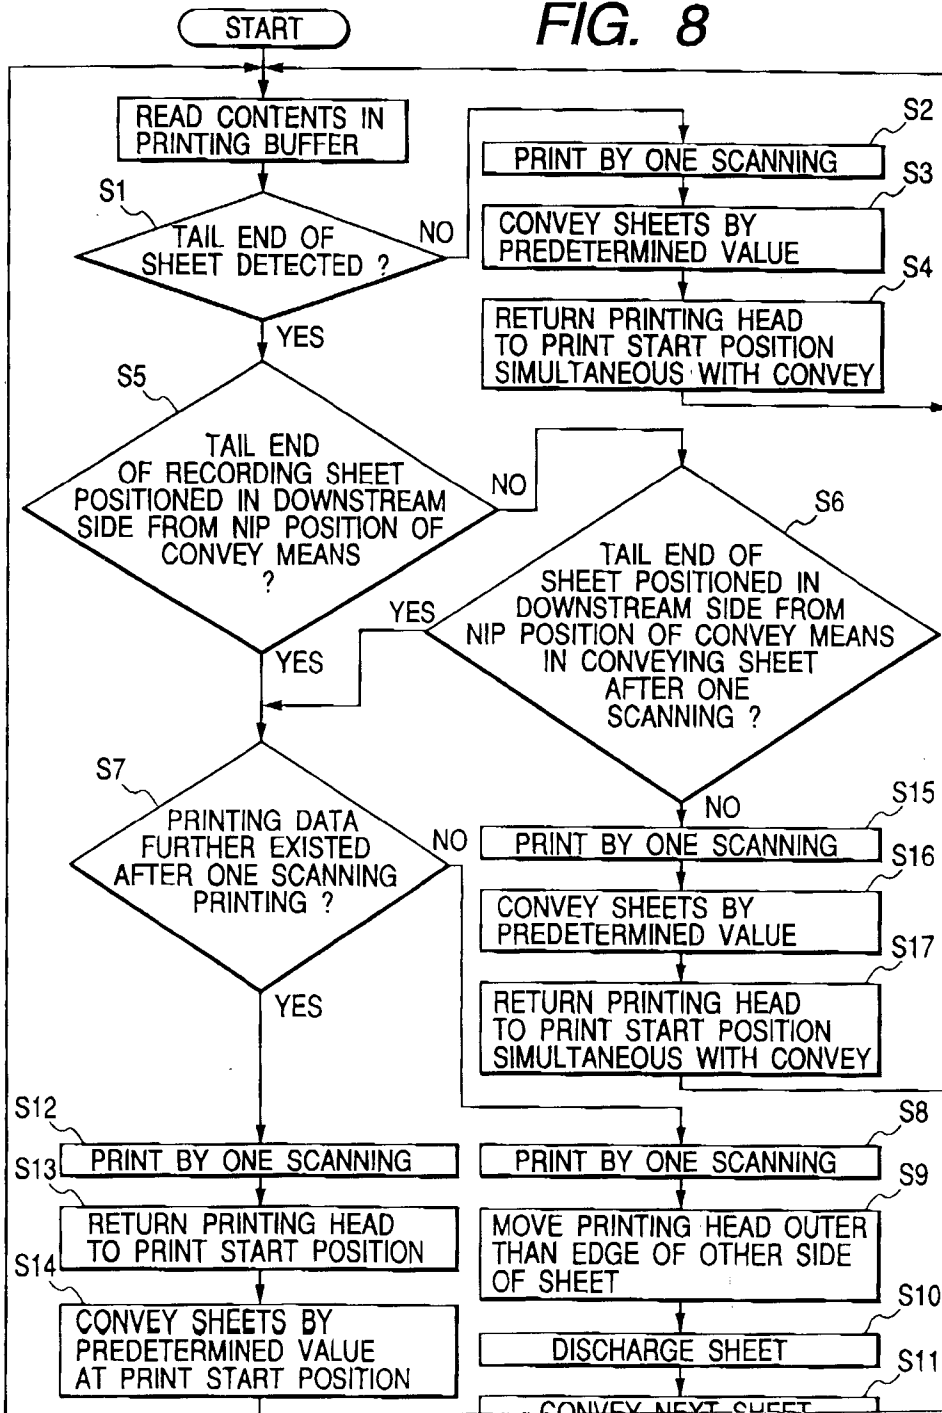 FIG. 8
START
READ CONTENTS IN
PRINTING BUFFER
S1
TAIL END OF
SHEET DETECTED ?
NO
YES
S2
PRINT BY ONE SCANNING
S3
CONVEY SHEETS BY
PREDETERMINED VALUE
S4
RETURN PRINTING HEAD
TO PRINT START POSITION
SIMULTANEOUS WITH CONVEY
S5
TAIL END
OF RECORDING SHEET
POSITIONED IN DOWNSTREAM
SIDE FROM NIP POSITION OF
CONVEY MEANS
?
NO
YES
S6
TAIL END OF
SHEET POSITIONED IN
DOWNSTREAM SIDE FROM
NIP POSITION OF CONVEY MEANS
IN CONVEYING SHEET
AFTER ONE
SCANNING ?
YES
NO
S7
PRINTING DATA
FURTHER EXISTED
AFTER ONE SCANNING
PRINTING ?
NO
YES
S15
PRINT BY ONE SCANNING
S16
CONVEY SHEETS BY
PREDETERMINED VALUE
S17
RETURN PRINTING HEAD
TO PRINT START POSITION
SIMULTANEOUS WITH CONVEY
S12
PRINT BY ONE SCANNING
S13
RETURN PRINTING HEAD
TO PRINT START POSITION
S14
CONVEY SHEETS BY
PREDETERMINED VALUE
AT PRINT START POSITION
S8
PRINT BY ONE SCANNING
S9
MOVE PRINTING HEAD OUTER
THAN EDGE OF OTHER SIDE
OF SHEET
S10
DISCHARGE SHEET
S11
CONVEY NEXT SHEET